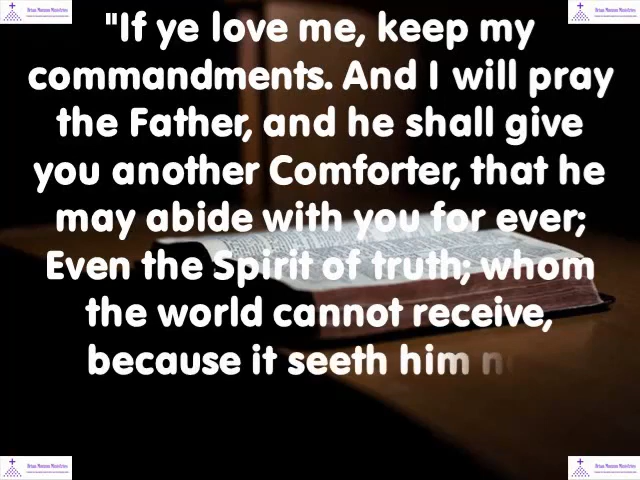 "If ye love me, keep my
commandments. And I will pray
the Father, and he shall give
you another Comforter, that he
may abide with you for ever;
Even the Spirit of truth; whom
the world cannot receive,
because it seeth him